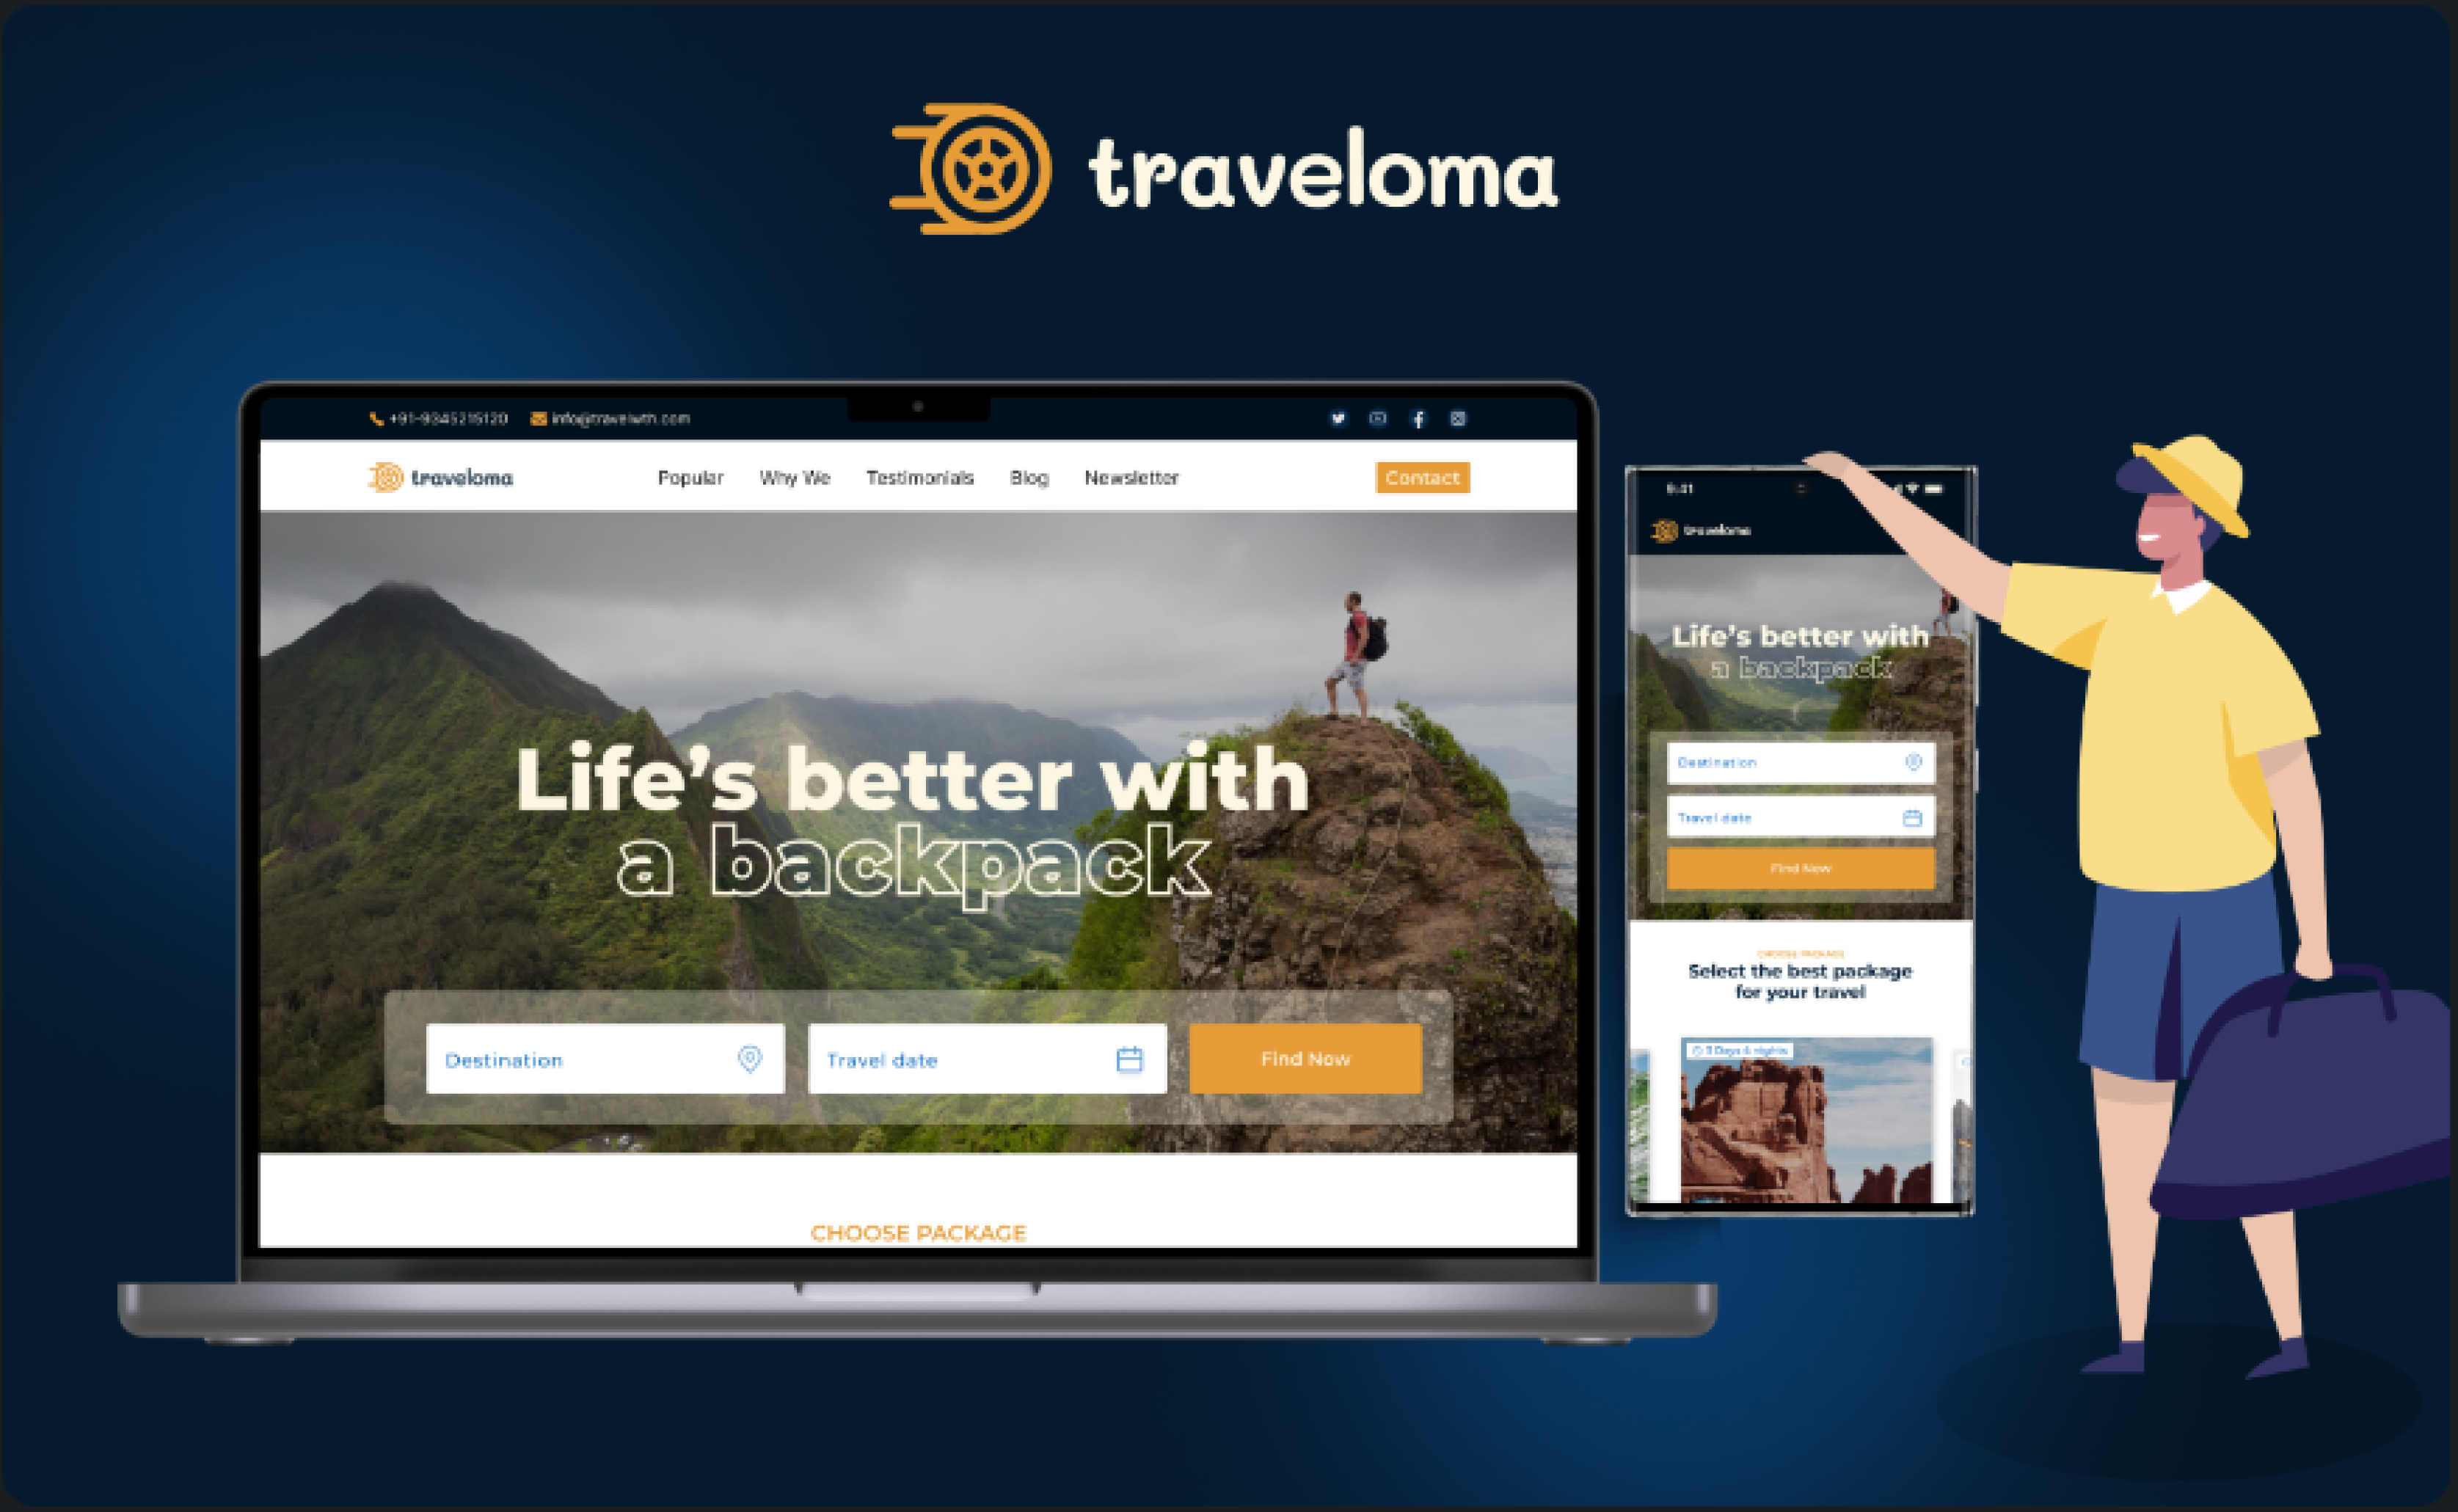 traveloma
+91-9345215120 info@travelwth.com
traveloma Popular Why We Testimonials Blog Newsletter Contact
Life's better with
a backpack
Destination Travel date Find Now
CHOOSE PACKAGE
9:41
traveloma
Life's better with
a backpack
Destination
Travel date
Find Now
CHOOSE PACKAGE
Select the best package
for your travel